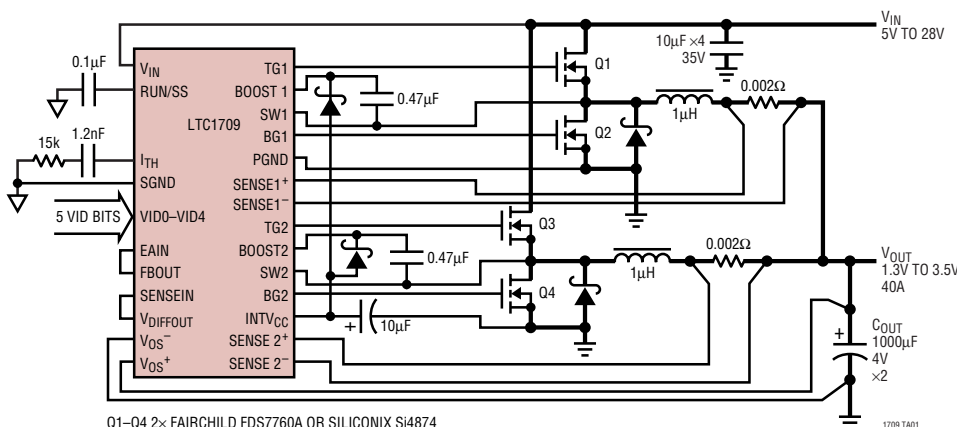 VIN
5V TO 28V
10µF ×4
35V
0.1µF
VIN
RUN/SS
LTC1709
TG1
BOOST 1
SW1
BG1
PGND
SENSE1+
SENSE1−
TG2
BOOST2
SW2
BG2
INTVCC
SENSE 2+
SENSE 2−
0.47µF
Q1
Q2
1µH
0.002Ω
15k
1.2nF
ITH
SGND
5 VID BITS
VID0–VID4
EAIN
FBOUT
SENSEIN
VDIFFOUT
VOS−
VOS+
0.47µF
+
10µF
Q3
Q4
1µH
0.002Ω
VOUT
1.3V TO 3.5V
40A
+
COUT
1000µF
4V
×2
Q1–Q4 2× FAIRCHILD FDS7760A OR SILICONIX Si4874
1709 TA01